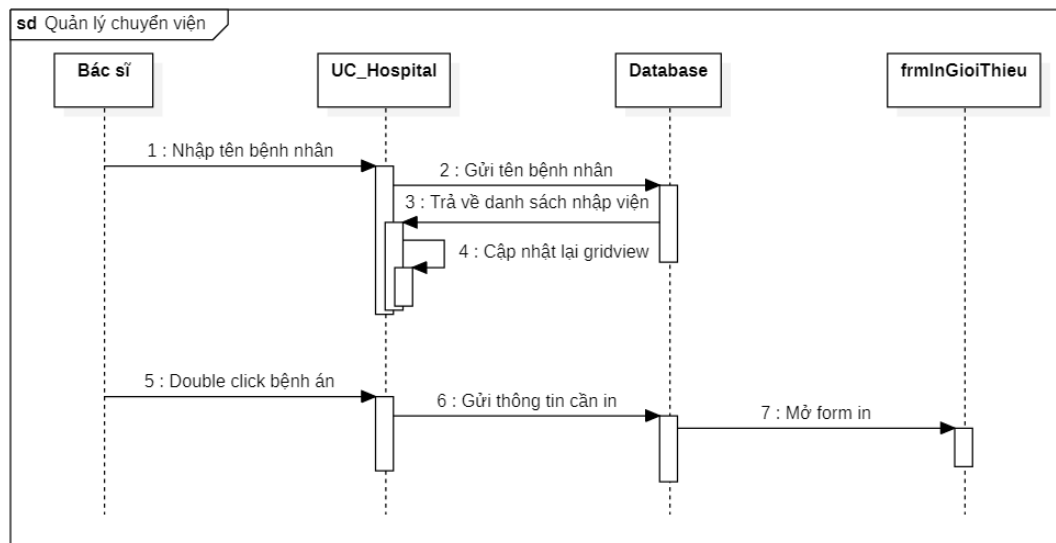 sd Quản lý chuyển viện
Bác sĩ
UC_Hospital
Database
frmInGioiThieu
1 : Nhập tên bệnh nhân
2 : Gửi tên bệnh nhân
3 : Trả về danh sách nhập viện
4 : Cập nhật lại gridview
5 : Double click bệnh án
6 : Gửi thông tin cần in
7 : Mở form in